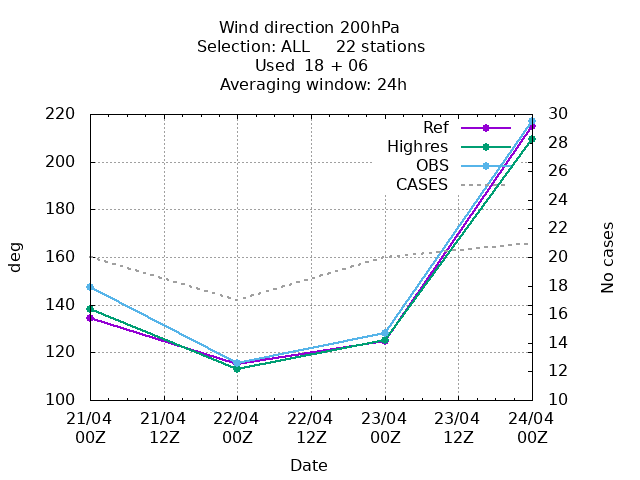 Wind direction 200hPa
Selection: ALL     22 stations
Used  18 + 06
Averaging window: 24h
220
200
180
160
140
120
100
deg
30
28
26
24
22
20
18
16
14
12
10
No cases
Ref
Highres
OBS
CASES
21/04 21/04 22/04 22/04 23/04 23/04 24/04
00Z 12Z 00Z 12Z 00Z 12Z 00Z
Date